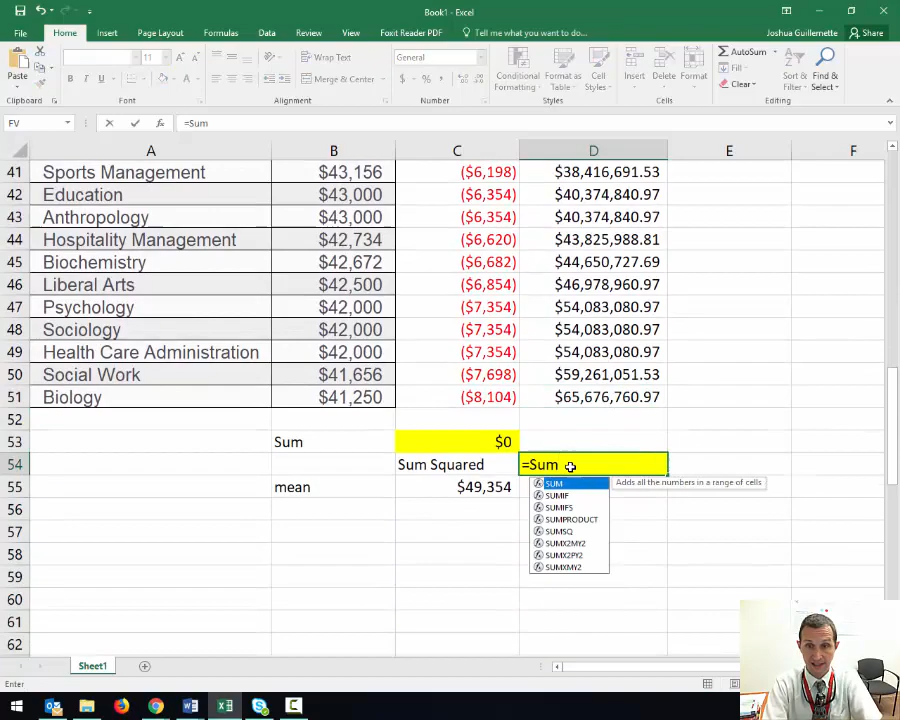 Book1 - Excel
File Home Insert Page Layout Formulas Data Review View Foxit Reader PDF Tell me what you want to do... Joshua Guillemette Share
Paste
11
B I U
Wrap Text
Merge & Center
General
$ % ,
Conditional Formatting
Format as Table
Cell Styles
Insert Delete Format
AutoSum
Fill
Clear
Sort & Filter
Find & Select
Clipboard Font Alignment Number Styles Cells Editing
FV fx =Sum
A B C D E F
41 Sports Management $43,156 ($6,198) $38,416,691.53
42 Education $43,000 ($6,354) $40,374,840.97
43 Anthropology $43,000 ($6,354) $40,374,840.97
44 Hospitality Management $42,734 ($6,620) $43,825,988.81
45 Biochemistry $42,672 ($6,682) $44,650,727.69
46 Liberal Arts $42,500 ($6,854) $46,978,960.97
47 Psychology $42,000 ($7,354) $54,083,080.97
48 Sociology $42,000 ($7,354) $54,083,080.97
49 Health Care Administration $42,000 ($7,354) $54,083,080.97
50 Social Work $41,656 ($7,698) $59,261,051.53
51 Biology $41,250 ($8,104) $65,676,760.97
52
53 Sum $0
54 Sum Squared =Sum
55 mean $49,354
SUM Adds all the numbers in a range of cells
SUMIF
SUMIFS
SUMPRODUCT
SUMSQ
SUMX2MY2
SUMX2PY2
SUMXMY2
56
57
58
59
60
61
62
Sheet1
Enter